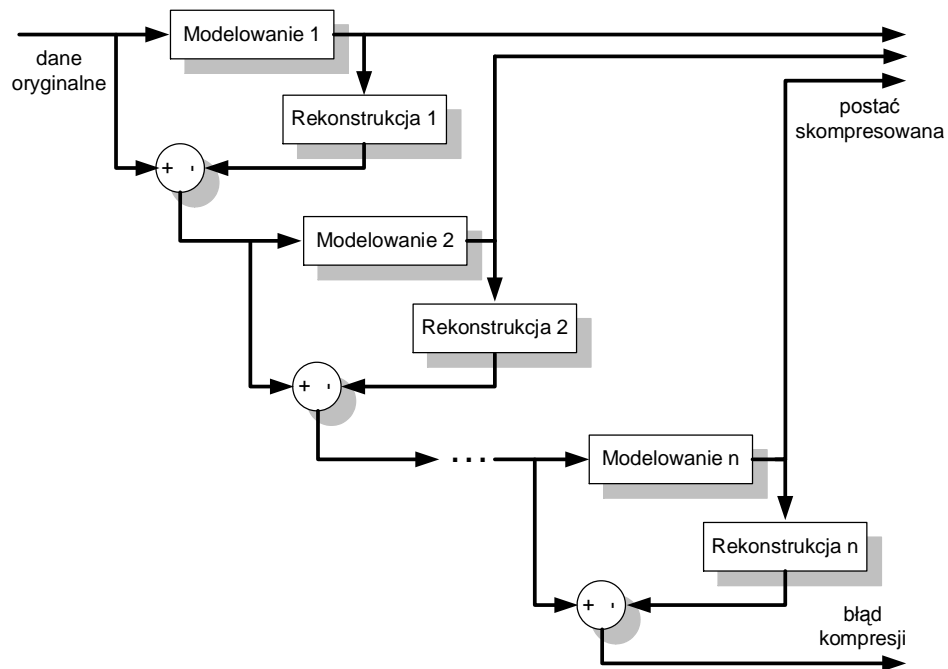 Modelowanie 1
dane
oryginalne
Rekonstrukcja 1
postać
skompresowana
+ -
Modelowanie 2
Rekonstrukcja 2
+ -
...
Modelowanie n
Rekonstrukcja n
+ -
błąd
kompresji